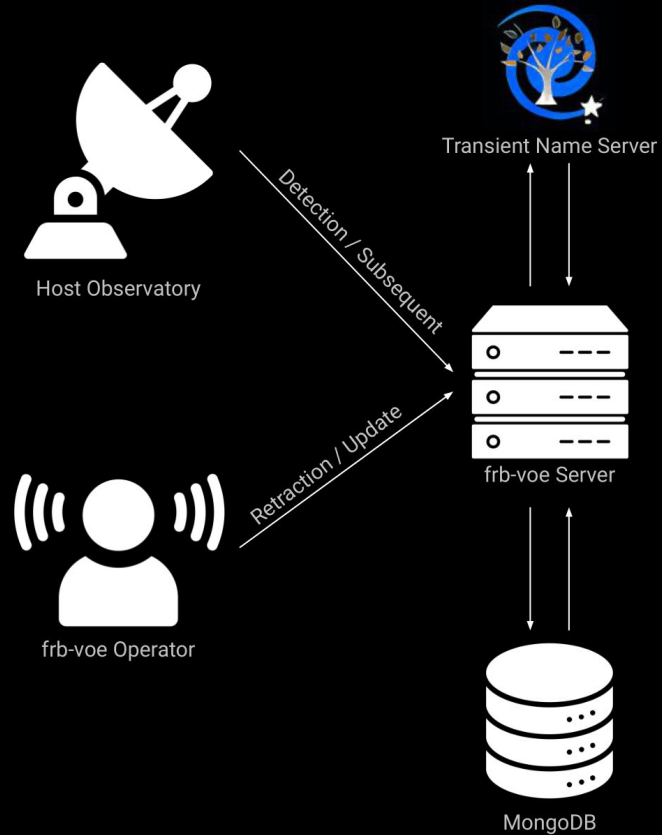 Transient Name Server
Detection / Subsequent
Host Observatory
Retraction / Update
frb-voe Server
frb-voe Operator
MongoDB